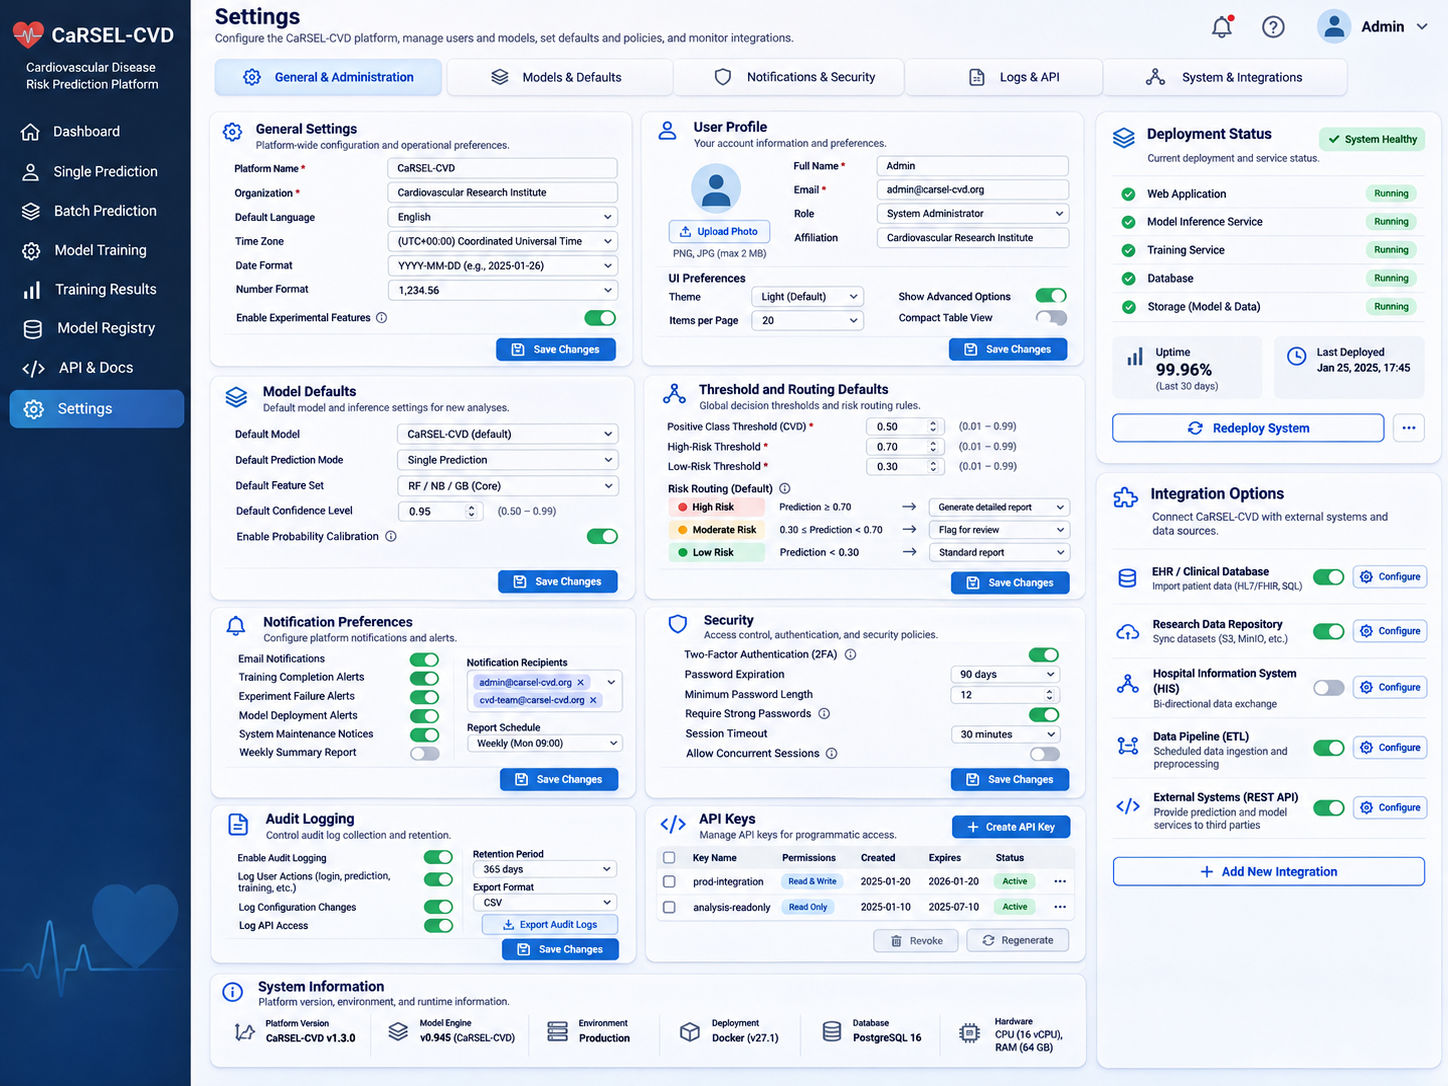 CaRSEL-CVD
Cardiovascular Disease
Risk Prediction Platform
Dashboard
Single Prediction
Batch Prediction
Model Training
Training Results
Model Registry
API & Docs
Settings
Settings
Configure the CaRSEL-CVD platform, manage users and models, set defaults and policies, and monitor integrations.
Admin
General & Administration
Models & Defaults
Notifications & Security
Logs & API
System & Integrations
General Settings
Platform-wide configuration and operational preferences.
Platform Name * CaRSEL-CVD
Organization * Cardiovascular Research Institute
Default Language English
Time Zone (UTC+00:00) Coordinated Universal Time
Date Format YYYY-MM-DD (e.g., 2025-01-26)
Number Format 1,234.56
Enable Experimental Features
Save Changes
User Profile
Your account information and preferences.
Upload Photo
PNG, JPG (max 2 MB)
Full Name * Admin
Email * admin@carsel-cvd.org
Role System Administrator
Affiliation Cardiovascular Research Institute
UI Preferences
Theme Light (Default) Show Advanced Options
Items per Page 20 Compact Table View
Save Changes
Model Defaults
Default model and inference settings for new analyses.
Default Model CaRSEL-CVD (default)
Default Prediction Mode Single Prediction
Default Feature Set RF / NB / GB (Core)
Default Confidence Level 0.95 (0.50 – 0.99)
Enable Probability Calibration
Save Changes
Threshold and Routing Defaults
Global decision thresholds and risk routing rules.
Positive Class Threshold (CVD) * 0.50 (0.01 – 0.99)
High-Risk Threshold * 0.70 (0.01 – 0.99)
Low-Risk Threshold * 0.30 (0.01 – 0.99)
Risk Routing (Default)
High Risk Prediction ≥ 0.70 → Generate detailed report
Moderate Risk 0.30 ≤ Prediction < 0.70 → Flag for review
Low Risk Prediction < 0.30 → Standard report
Save Changes
Notification Preferences
Configure platform notifications and alerts.
Email Notifications
Training Completion Alerts
Experiment Failure Alerts
Model Deployment Alerts
System Maintenance Notices
Weekly Summary Report
Notification Recipients
admin@carsel-cvd.org ×
cvd-team@carsel-cvd.org ×
Report Schedule
Weekly (Mon 09:00)
Save Changes
Security
Access control, authentication, and security policies.
Two-Factor Authentication (2FA)
Password Expiration 90 days
Minimum Password Length 12
Require Strong Passwords
Session Timeout 30 minutes
Allow Concurrent Sessions
Save Changes
Audit Logging
Control audit log collection and retention.
Enable Audit Logging
Log User Actions (login, prediction,
training, etc.)
Log Configuration Changes
Log API Access
Retention Period
365 days
Export Format
CSV
Export Audit Logs
Save Changes
API Keys
Manage API keys for programmatic access.
+ Create API Key
Key Name Permissions Created Expires Status
prod-integration Read & Write 2025-01-20 2026-01-20 Active ...
analysis-readonly Read Only 2025-01-10 2025-07-10 Active ...
Revoke
Regenerate
System Information
Platform version, environment, and runtime information.
Platform Version
CaRSEL-CVD v1.3.0
Model Engine
v0.945 (CaRSEL-CVD)
Environment
Production
Deployment
Docker (v27.1)
Database
PostgreSQL 16
Hardware
CPU (16 vCPU),
RAM (64 GB)
Deployment Status
System Healthy
Current deployment and service status.
Web Application Running
Model Inference Service Running
Training Service Running
Database Running
Storage (Model & Data) Running
Uptime
99.96%
(Last 30 days)
Last Deployed
Jan 25, 2025, 17:45
Redeploy System
...
Integration Options
Connect CaRSEL-CVD with external systems and
data sources.
EHR / Clinical Database
Import patient data (HL7/FHIR, SQL)
Configure
Research Data Repository
Sync datasets (S3, MinIO, etc.)
Configure
Hospital Information System
(HIS)
Bi-directional data exchange
Configure
Data Pipeline (ETL)
Scheduled data ingestion and
preprocessing
Configure
External Systems (REST API)
Provide prediction and model
services to third parties
Configure
+ Add New Integration